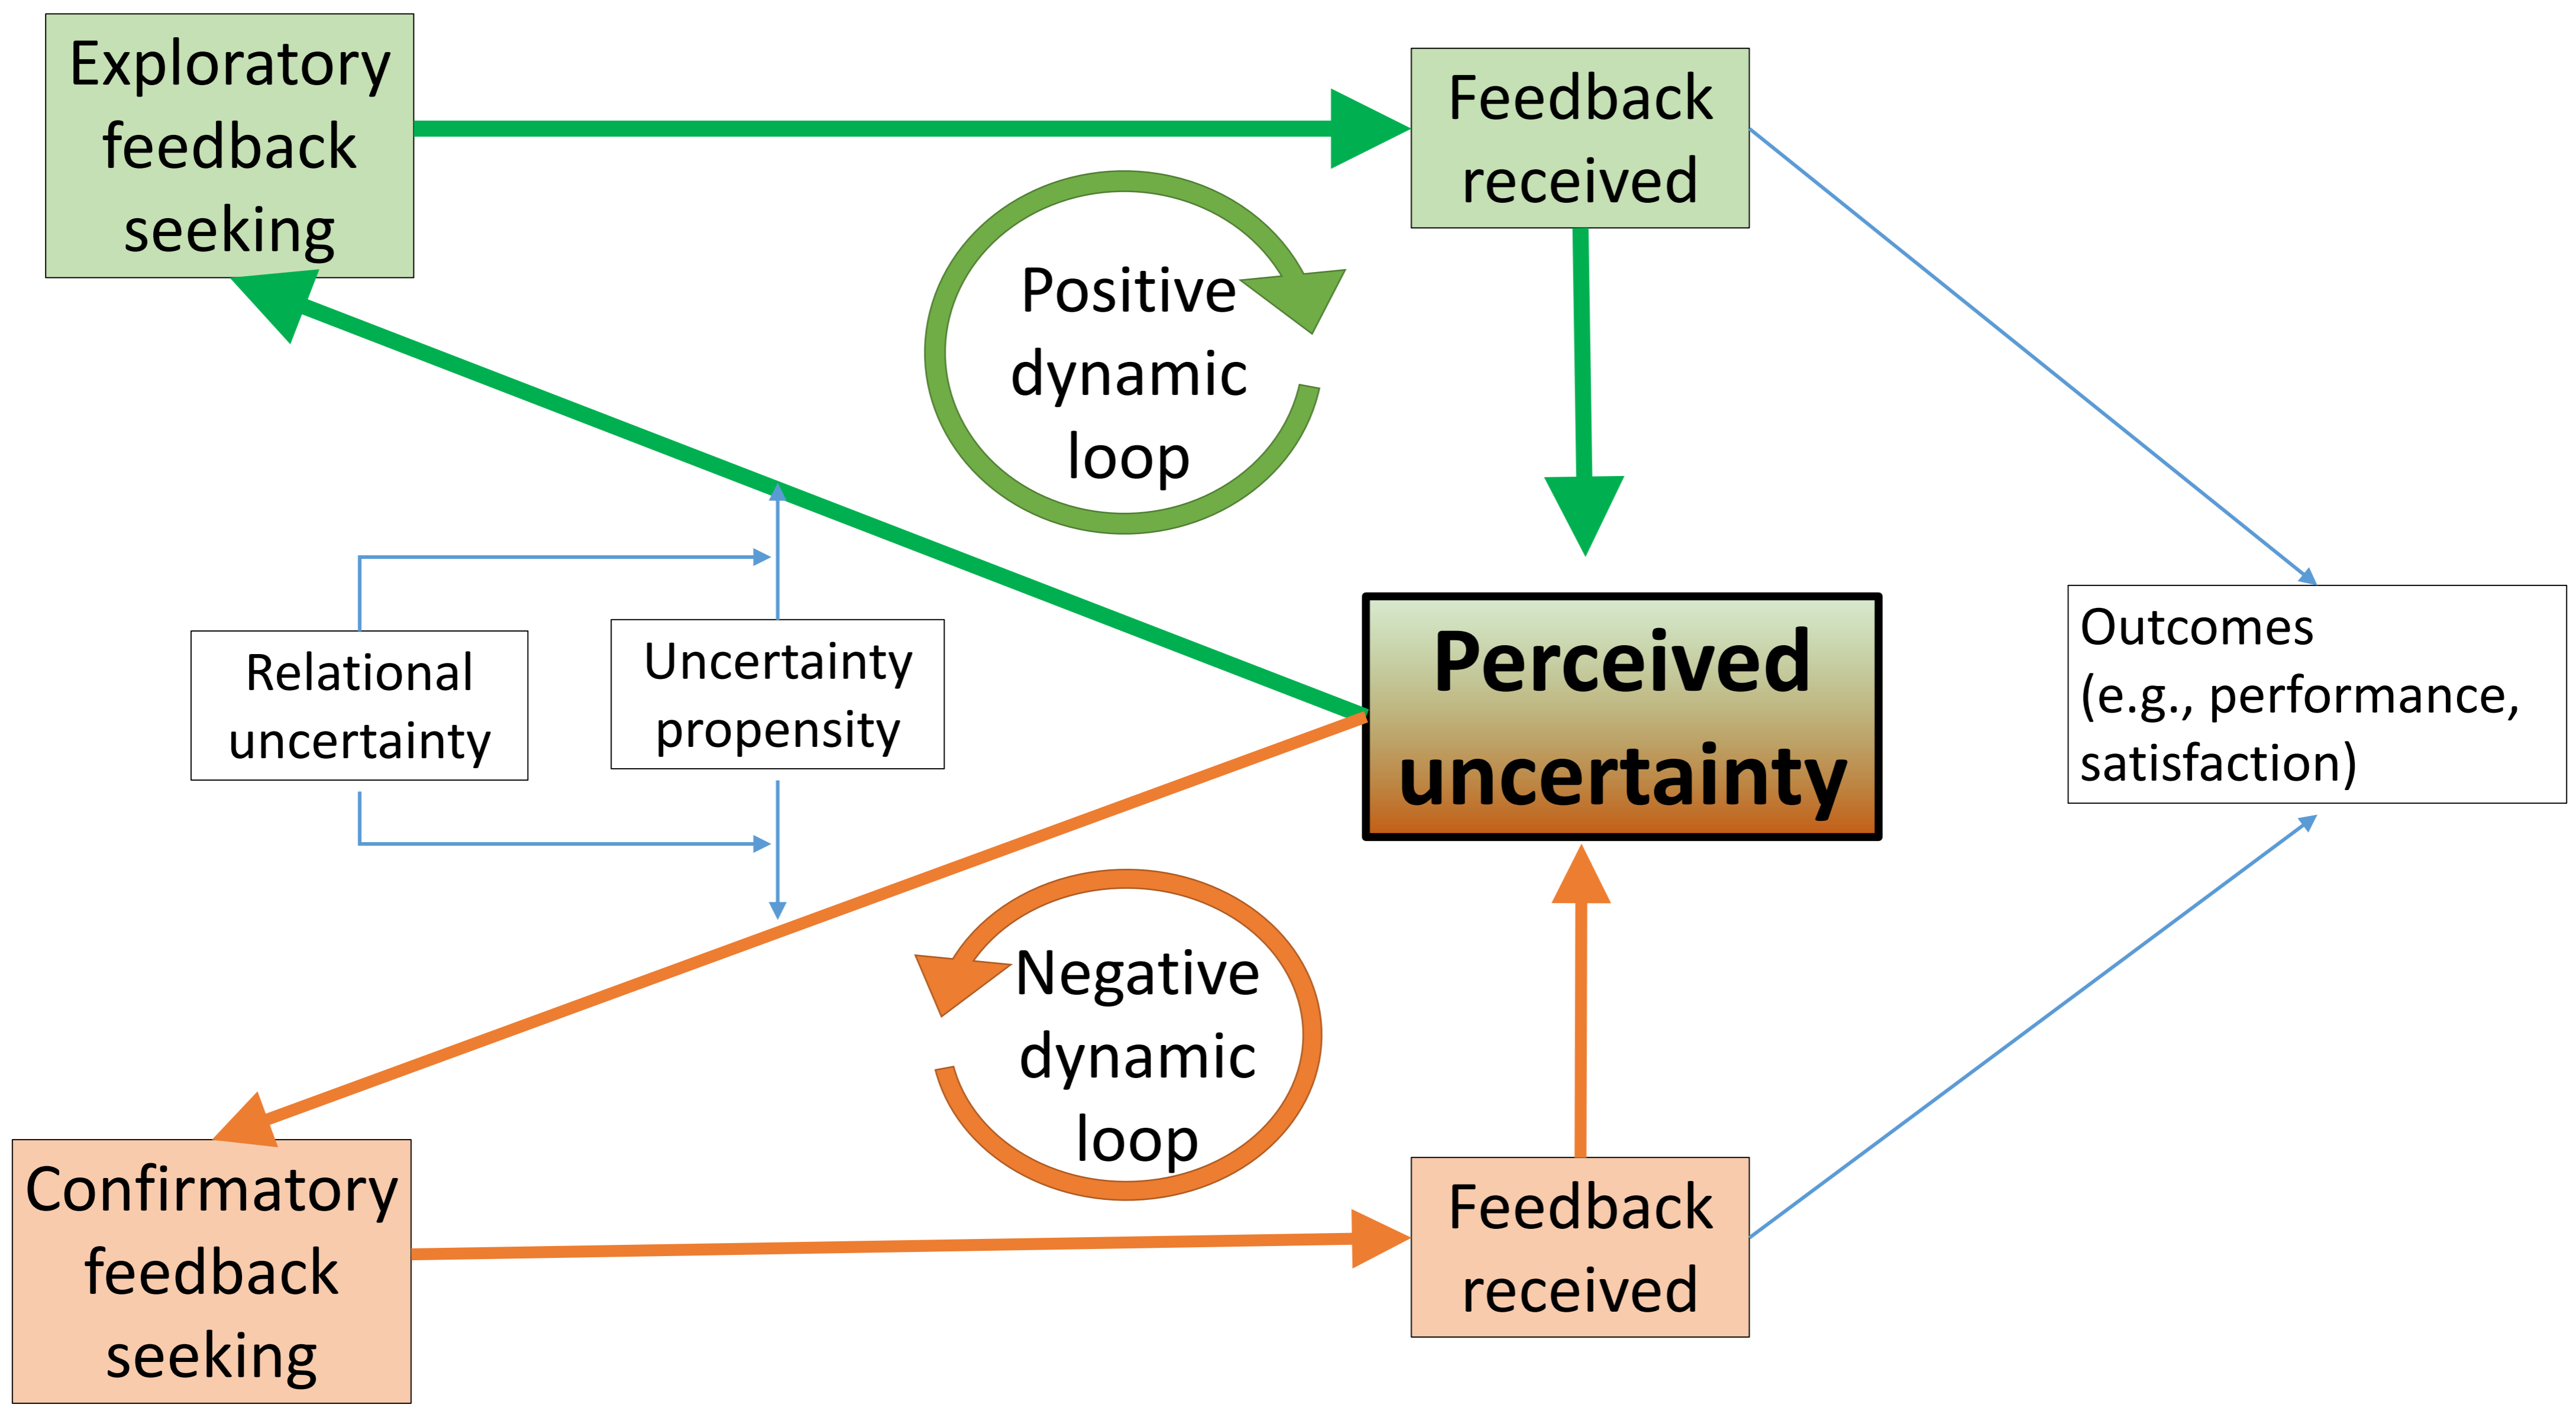 Exploratory
feedback
seeking
Feedback
received
Positive
dynamic
loop
Relational
uncertainty
Uncertainty
propensity
Perceived
uncertainty
Outcomes
(e.g., performance,
satisfaction)
Negative
dynamic
loop
Confirmatory
feedback
seeking
Feedback
received